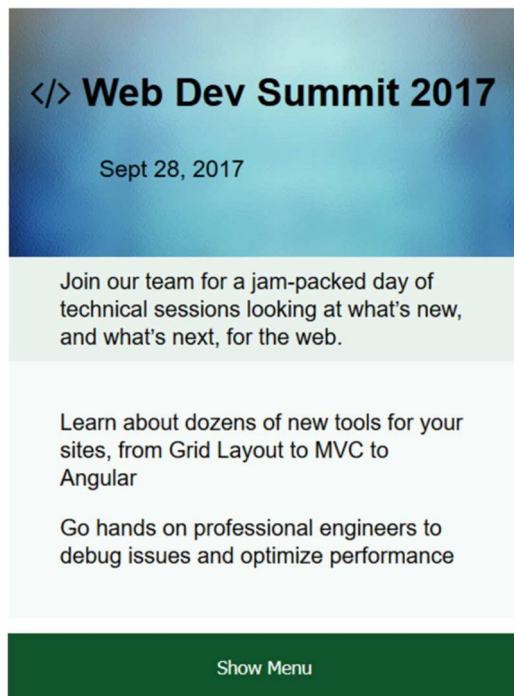 </> Web Dev Summit 2017
Sept 28, 2017
Join our team for a jam-packed day of
technical sessions looking at what’s new,
and what’s next, for the web.
Learn about dozens of new tools for your
sites, from Grid Layout to MVC to
Angular
Go hands on professional engineers to
debug issues and optimize performance
Show Menu